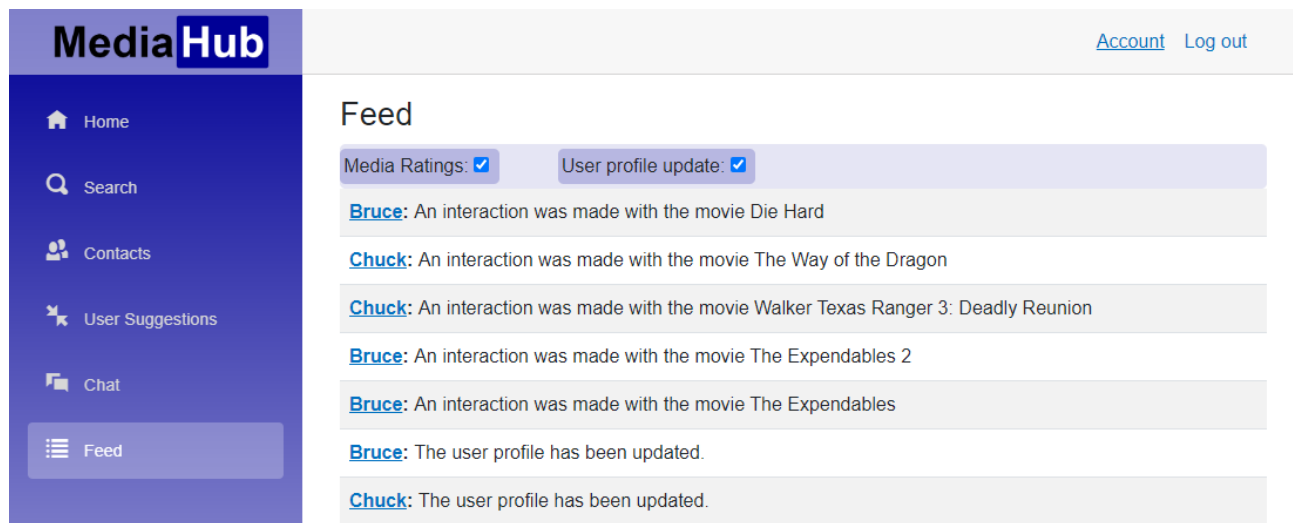 MediaHub
Account Log out
Home
Search
Contacts
User Suggestions
Chat
Feed
Feed
Media Ratings: User profile update:
Bruce: An interaction was made with the movie Die Hard
Chuck: An interaction was made with the movie The Way of the Dragon
Chuck: An interaction was made with the movie Walker Texas Ranger 3: Deadly Reunion
Bruce: An interaction was made with the movie The Expendables 2
Bruce: An interaction was made with the movie The Expendables
Bruce: The user profile has been updated.
Chuck: The user profile has been updated.